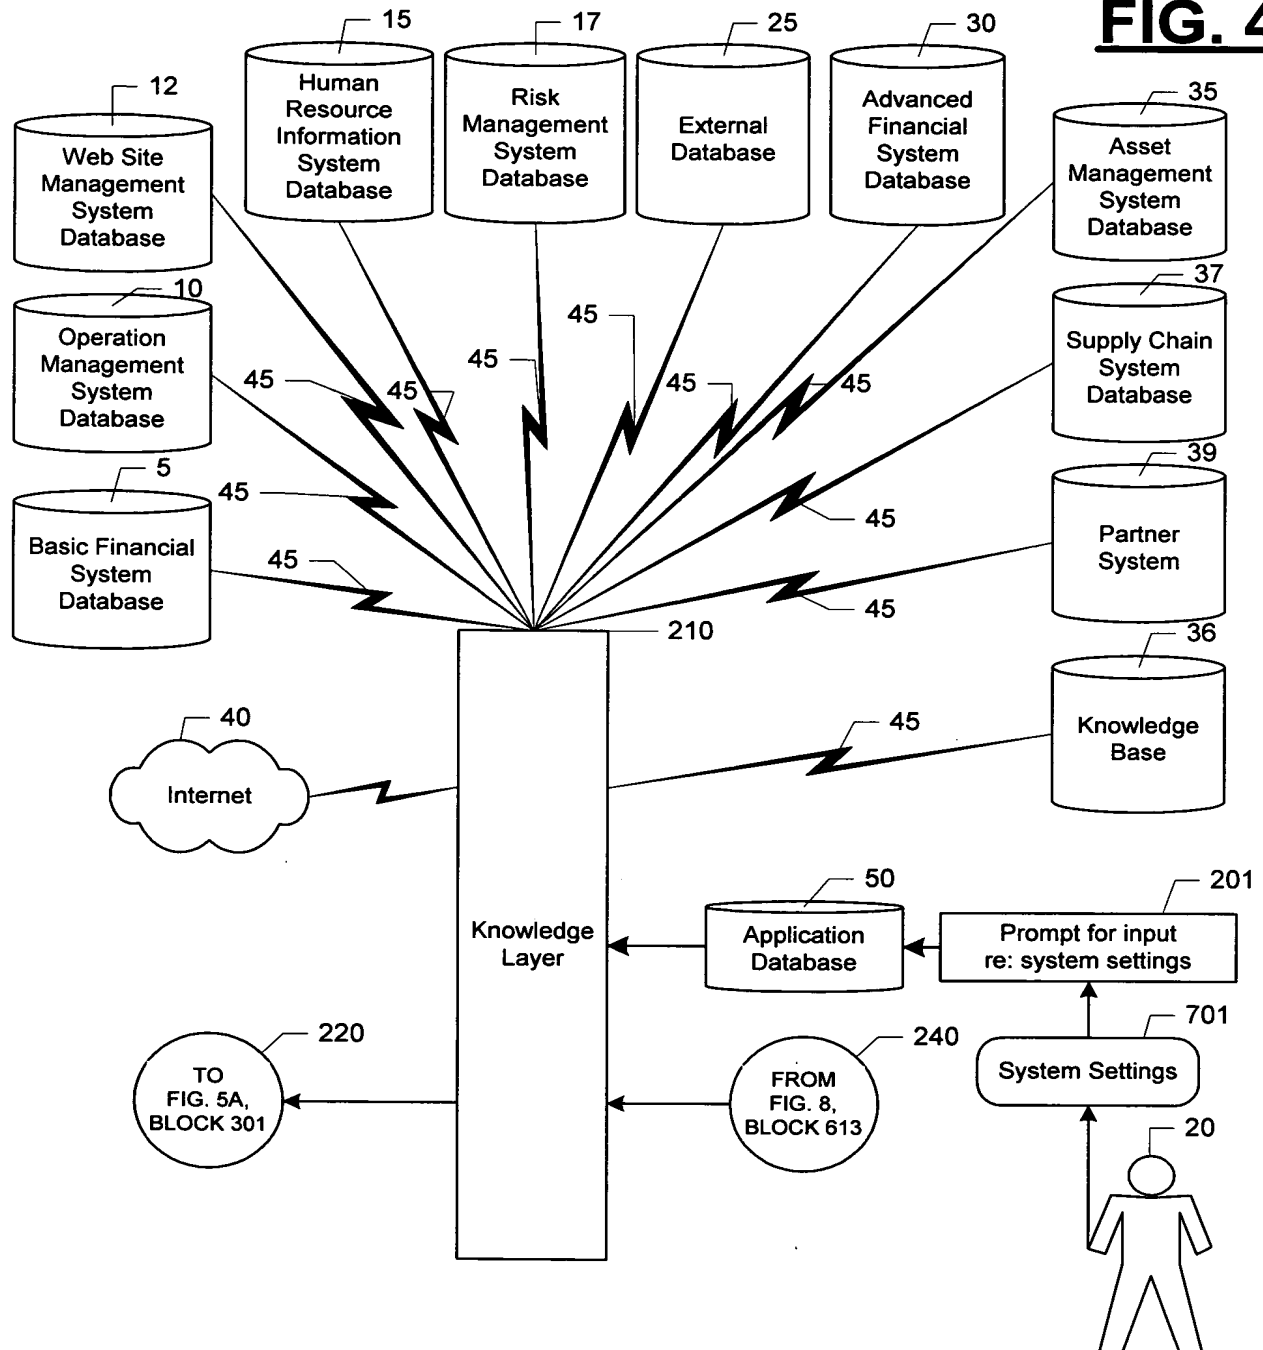 FIG. 4
15
17
25
30
12
35
Human
Resource
Information
System
Database
Risk
Management
System
Database
External
Database
Advanced
Financial
System
Database
Web Site
Management
System
Database
Asset
Management
System
Database
10
37
Operation
Management
System
Database
Supply Chain
System
Database
45
45
45
45
45
45
5
39
45
45
Basic Financial
System
Database
Partner
System
45
45
210
36
40
45
Knowledge
Base
Internet
50
201
Knowledge
Layer
Application
Database
Prompt for input
re: system settings
220
240
701
TO
FIG. 5A,
BLOCK 301
FROM
FIG. 8,
BLOCK 613
System Settings
20